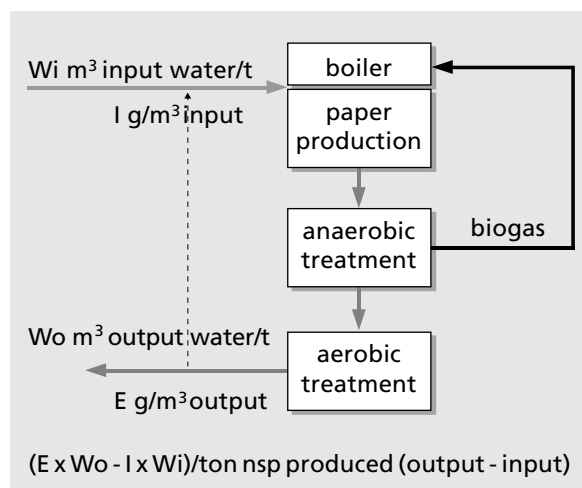 Wi m³ input water/t
boiler
I g/m³ input
paper
production
anaerobic
treatment
biogas
Wo m³ output water/t
aerobic
treatment
E g/m³ output
(E x Wo - I x Wi)/ton nsp produced (output - input)